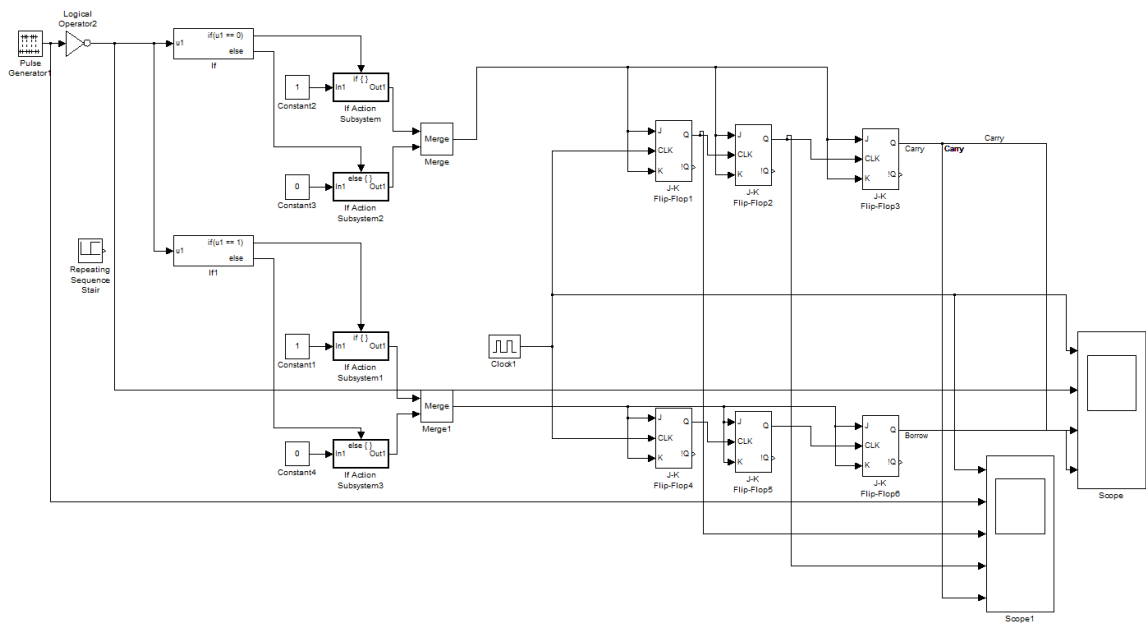 Logical
Operator2
Pulse
Generator1
u1
if(u1 == 0)
else
If
1
Constant2
if { }
In1
Out1
If Action
Subsystem
Merge
Merge
0
Constant3
else { }
In1
Out1
If Action
Subsystem2
Repeating
Sequence
Stair
u1
if(u1 == 1)
else
If1
1
Constant1
if { }
In1
Out1
If Action
Subsystem1
Merge
Merge1
0
Constant4
else { }
In1
Out1
If Action
Subsystem3
Clock1
J
CLK
K
Q
!Q
J-K
Flip-Flop1
J
CLK
K
Q
!Q
J-K
Flip-Flop2
J
CLK
K
Q
!Q
J-K
Flip-Flop3
Carry
Carry
Carry
J
CLK
K
Q
!Q
J-K
Flip-Flop4
J
CLK
K
Q
!Q
J-K
Flip-Flop5
J
CLK
K
Q
!Q
J-K
Flip-Flop6
Borrow
Scope
Scope1